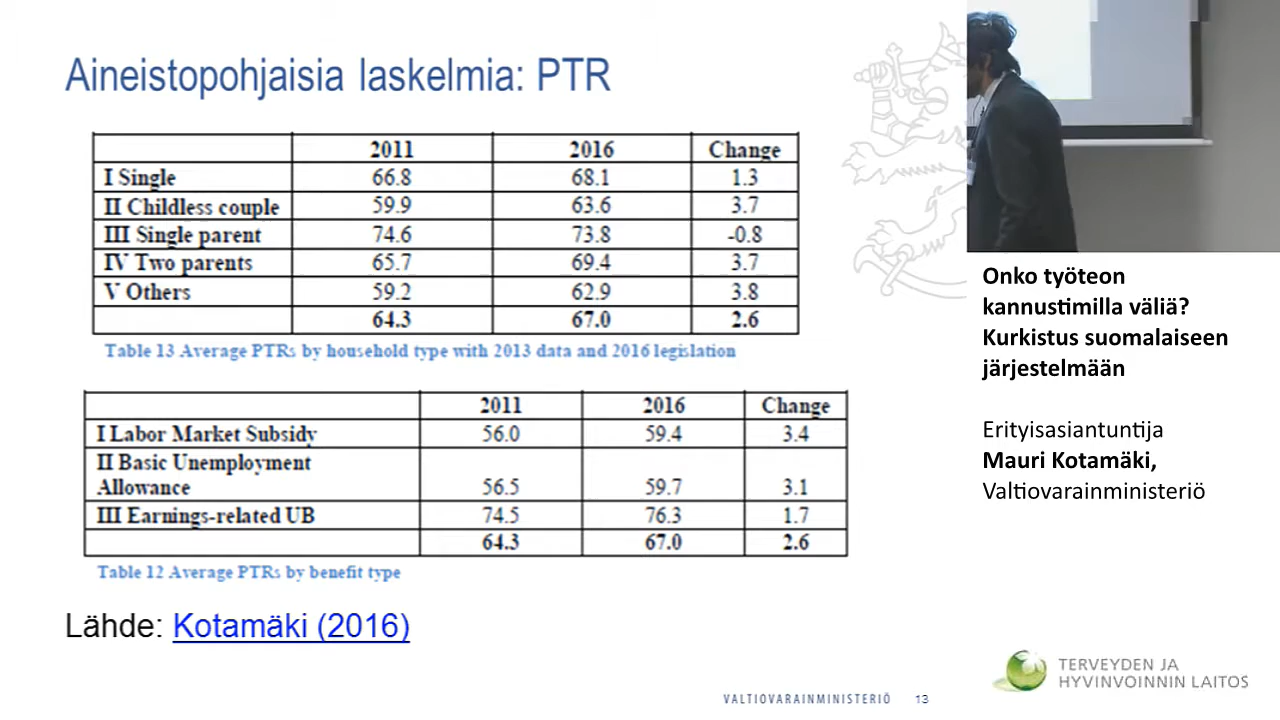 Aineistopohjaisia laskelmia: PTR
2011 2016 Change
I Single 66.8 68.1 1.3
II Childless couple 59.9 63.6 3.7
III Single parent 74.6 73.8 -0.8
IV Two parents 65.7 69.4 3.7
V Others 59.2 62.9 3.8
64.3 67.0 2.6
Table 13 Average PTRs by household type with 2013 data and 2016 legislation
2011 2016 Change
I Labor Market Subsidy 56.0 59.4 3.4
II Basic Unemployment
Allowance 56.5 59.7 3.1
III Earnings-related UB 74.5 76.3 1.7
64.3 67.0 2.6
Table 12 Average PTRs by benefit type
Lähde: Kotamäki (2016)
VALTIOVARAINMINISTERIÖ 13
Onko työteon
kannustimilla väliä?
Kurkistus suomalaiseen
järjestelmään
Erityisasiantuntija
Mauri Kotamäki,
Valtiovarainministeriö
TERVEYDEN JA
HYVINVOINNIN LAITOS